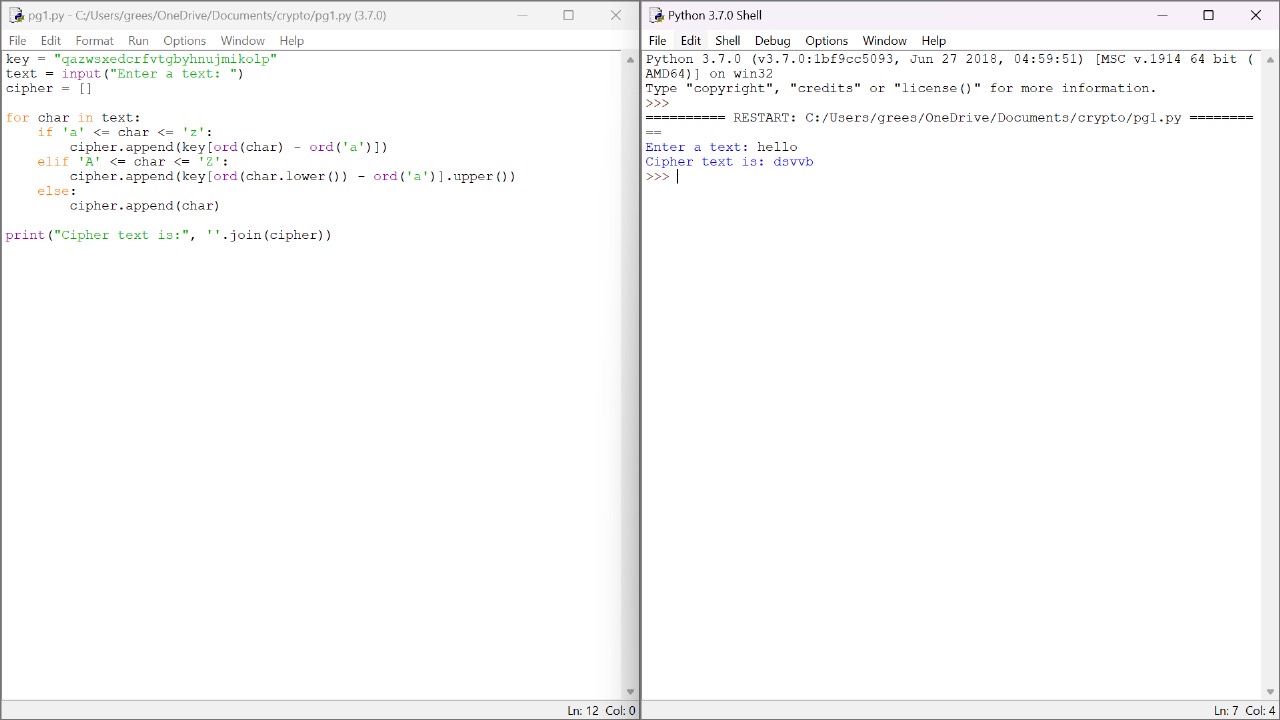 pg1.py - C:/Users/grees/OneDrive/Documents/crypto/pg1.py (3.7.0)
File Edit Format Run Options Window Help
key = "qazwsxedcrfvtgbyhnujmikolp"
text = input("Enter a text: ")
cipher = []
for char in text:
    if 'a' <= char <= 'z':
        cipher.append(key[ord(char) - ord('a')])
    elif 'A' <= char <= 'Z':
        cipher.append(key[ord(char.lower()) - ord('a')].upper())
    else:
        cipher.append(char)
print("Cipher text is:", ''.join(cipher))
Ln: 12 Col: 0
Python 3.7.0 Shell
File Edit Shell Debug Options Window Help
Python 3.7.0 (v3.7.0:1bf9cc5093, Jun 27 2018, 04:59:51) [MSC v.1914 64 bit (
AMD64)] on win32
Type "copyright", "credits" or "license()" for more information.
>>>
========== RESTART: C:/Users/grees/OneDrive/Documents/crypto/pg1.py ========
==
Enter a text: hello
Cipher text is: dsvvb
>>>
Ln: 7 Col: 4